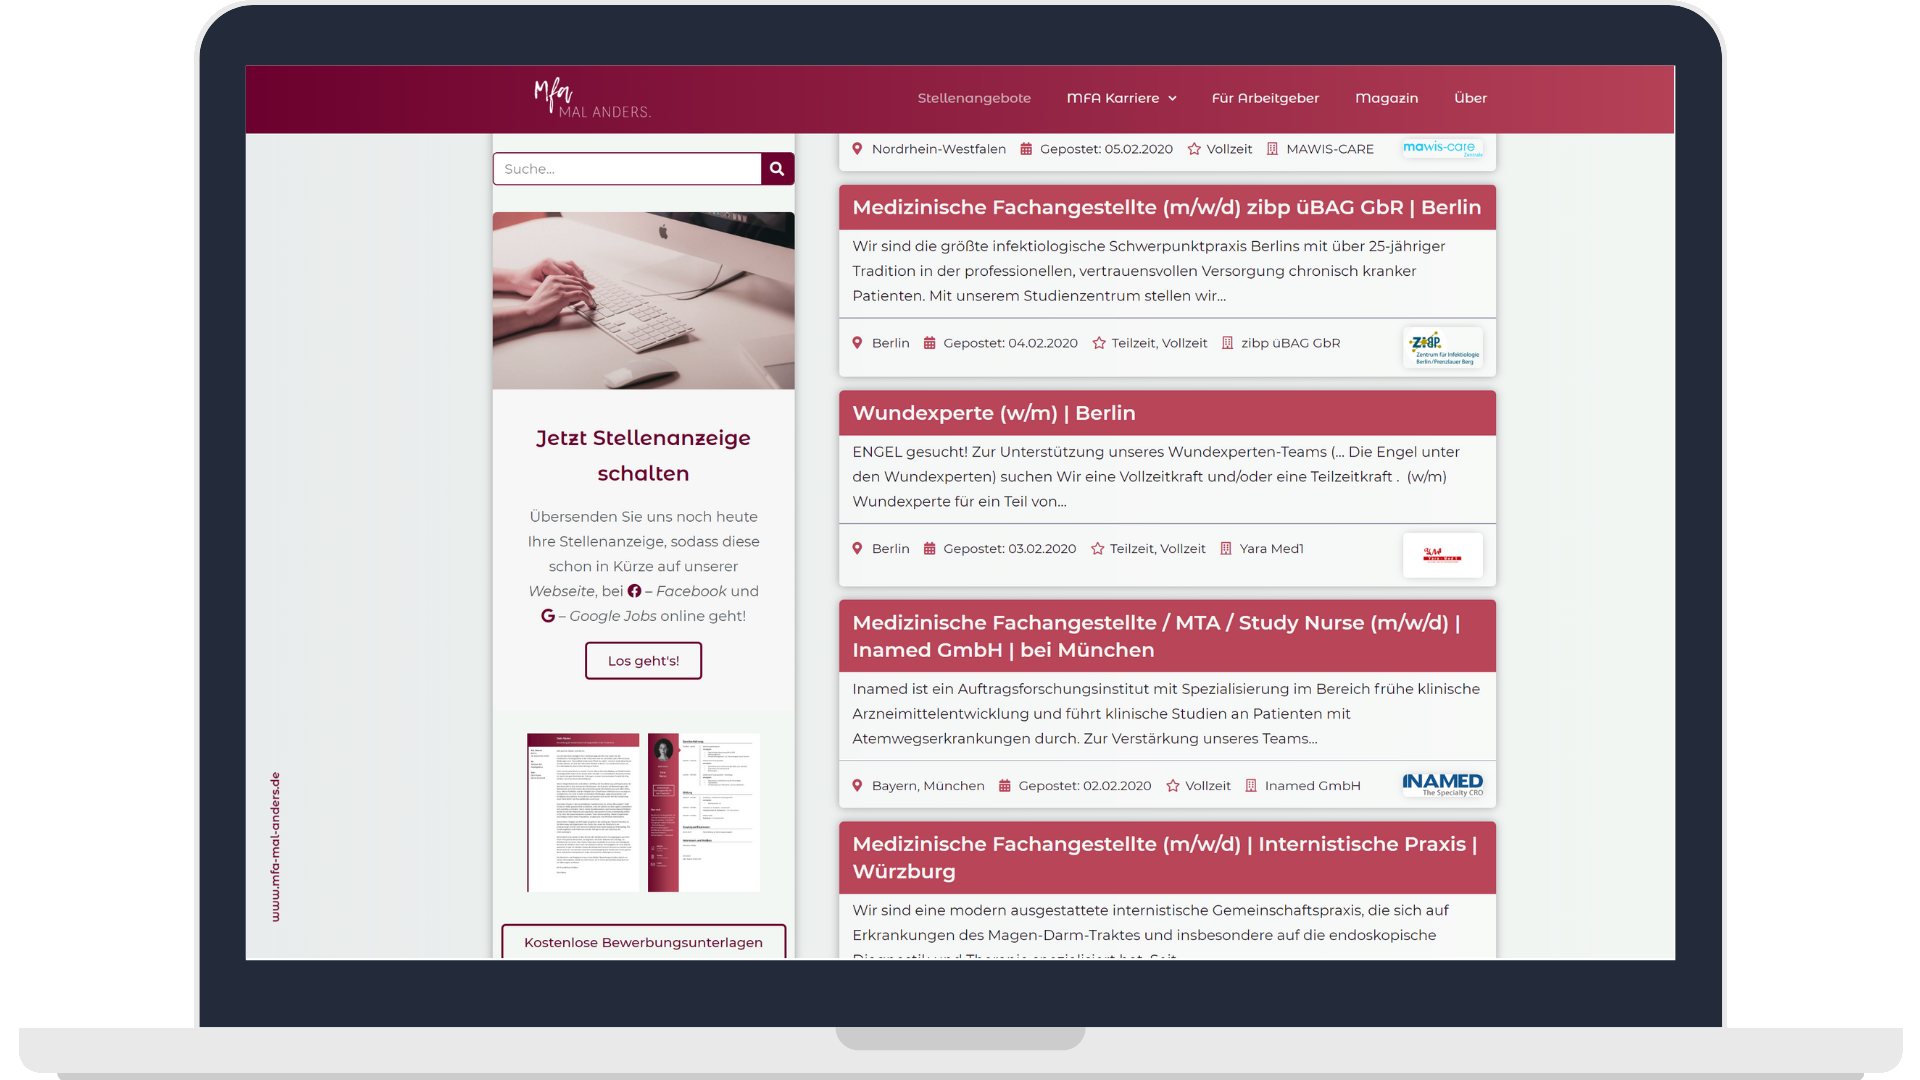 Mfa
MAL ANDERS.
Stellenangebote
MFA Karriere
Für Arbeitgeber
Magazin
Über
Suche...
Jetzt Stellenanzeige
schalten
Übersenden Sie uns noch heute
Ihre Stellenanzeige, sodass diese
schon in Kürze auf unserer
Webseite, bei – Facebook und
– Google Jobs online geht!
Los geht's!
Kostenlose Bewerbungsunterlagen
www.mfa-mal-anders.de
Nordrhein-Westfalen Gepostet: 05.02.2020 Vollzeit MAWIS-CARE
mawis-care
Medizinische Fachangestellte (m/w/d) zibp üBAG GbR | Berlin
Wir sind die größte infektiologische Schwerpunktpraxis Berlins mit über 25-jähriger
Tradition in der professionellen, vertrauensvollen Versorgung chronisch kranker
Patienten. Mit unserem Studienzentrum stellen wir...
Berlin Gepostet: 04.02.2020 Teilzeit, Vollzeit zibp üBAG GbR
ZIBP
Zentrum für Infektiologie
Berlin/Prenzlauer Berg
Wundexperte (w/m) | Berlin
ENGEL gesucht! Zur Unterstützung unseres Wundexperten-Teams (... Die Engel unter
den Wundexperten) suchen Wir eine Vollzeitkraft und/oder eine Teilzeitkraft . (w/m)
Wundexperte für ein Teil von...
Berlin Gepostet: 03.02.2020 Teilzeit, Vollzeit Yara Med1
Medizinische Fachangestellte / MTA / Study Nurse (m/w/d) |
Inamed GmbH | bei München
Inamed ist ein Auftragsforschungsinstitut mit Spezialisierung im Bereich frühe klinische
Arzneimittelentwicklung und führt klinische Studien an Patienten mit
Atemwegserkrankungen durch. Zur Verstärkung unseres Teams...
Bayern, München Gepostet: 02.02.2020 Vollzeit Inamed GmbH
INAMED
The Specialty CRO
Medizinische Fachangestellte (m/w/d) | Internistische Praxis |
Würzburg
Wir sind eine modern ausgestattete internistische Gemeinschaftspraxis, die sich auf
Erkrankungen des Magen-Darm-Traktes und insbesondere auf die endoskopische